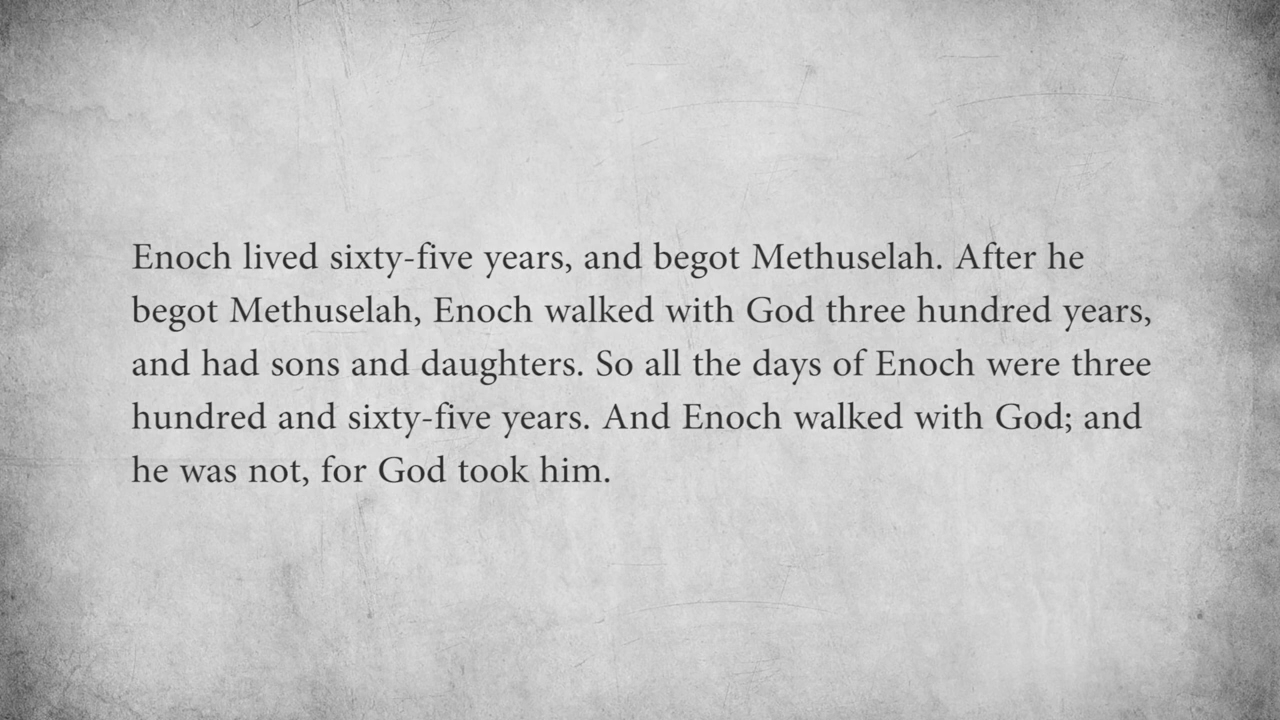 Enoch lived sixty-five years, and begot Methuselah. After he
begot Methuselah, Enoch walked with God three hundred years,
and had sons and daughters. So all the days of Enoch were three
hundred and sixty-five years. And Enoch walked with God; and
he was not, for God took him.